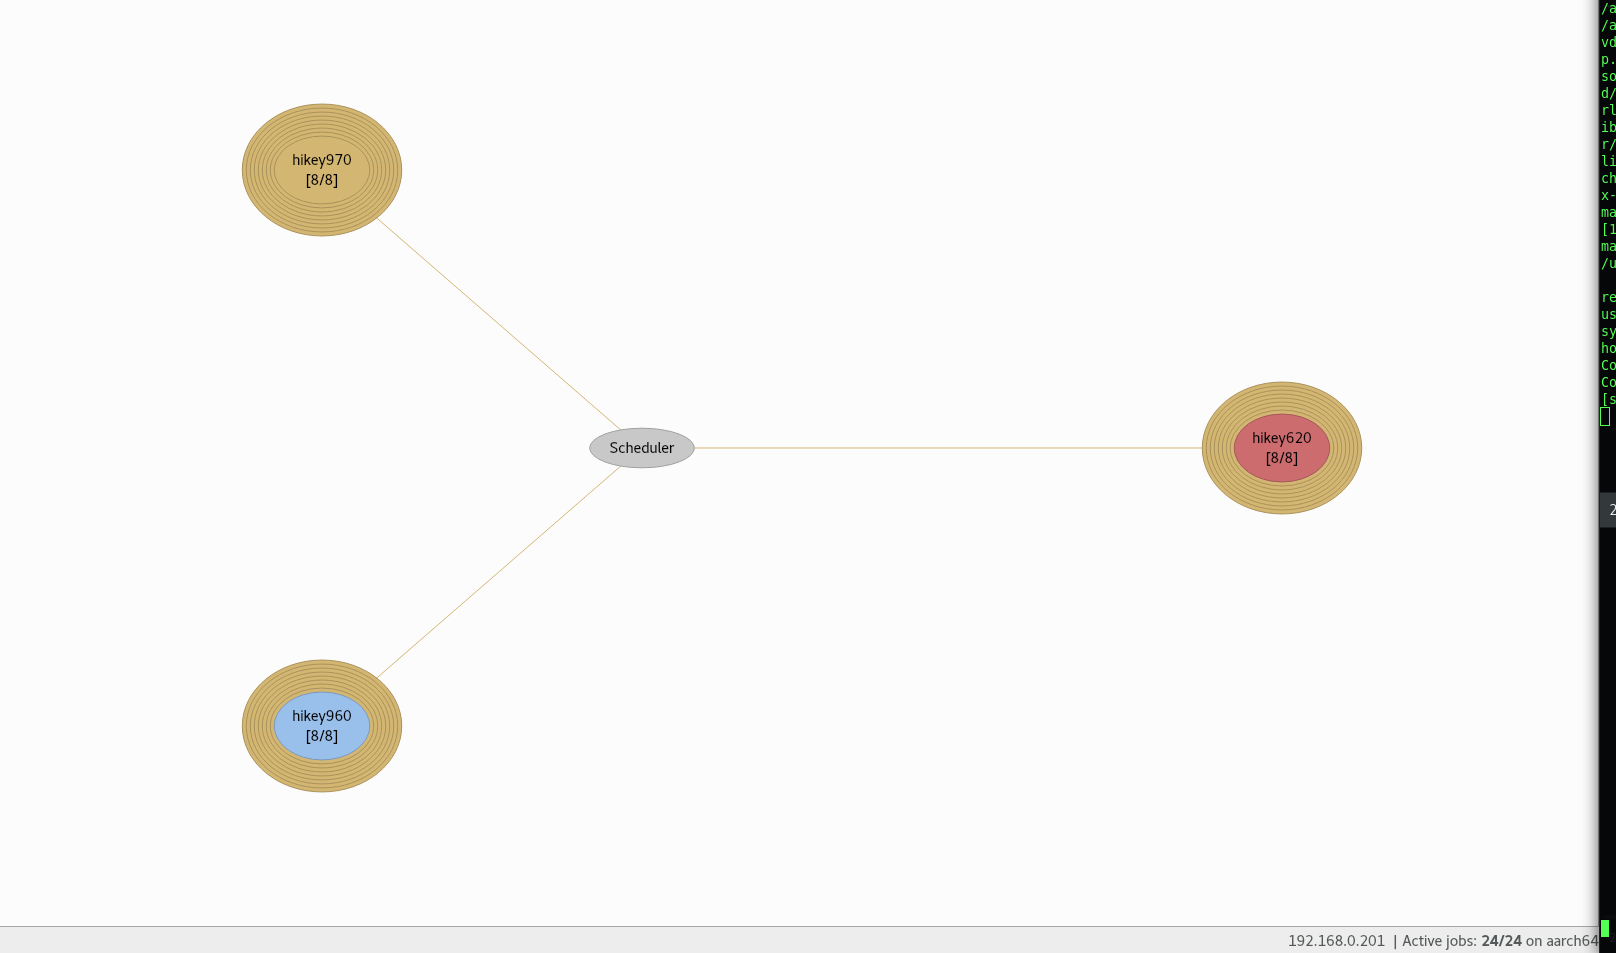 hikey970
[8/8]
Scheduler
hikey620
[8/8]
hikey960
[8/8]
192.168.0.201 | Active jobs: 24/24 on aarch64
/a
/a
vd
p.
so
d/
rl
ib
r/
li
ch
x-
ma
[1
ma
/u
re
us
sy
ho
Co
Co
[s
2